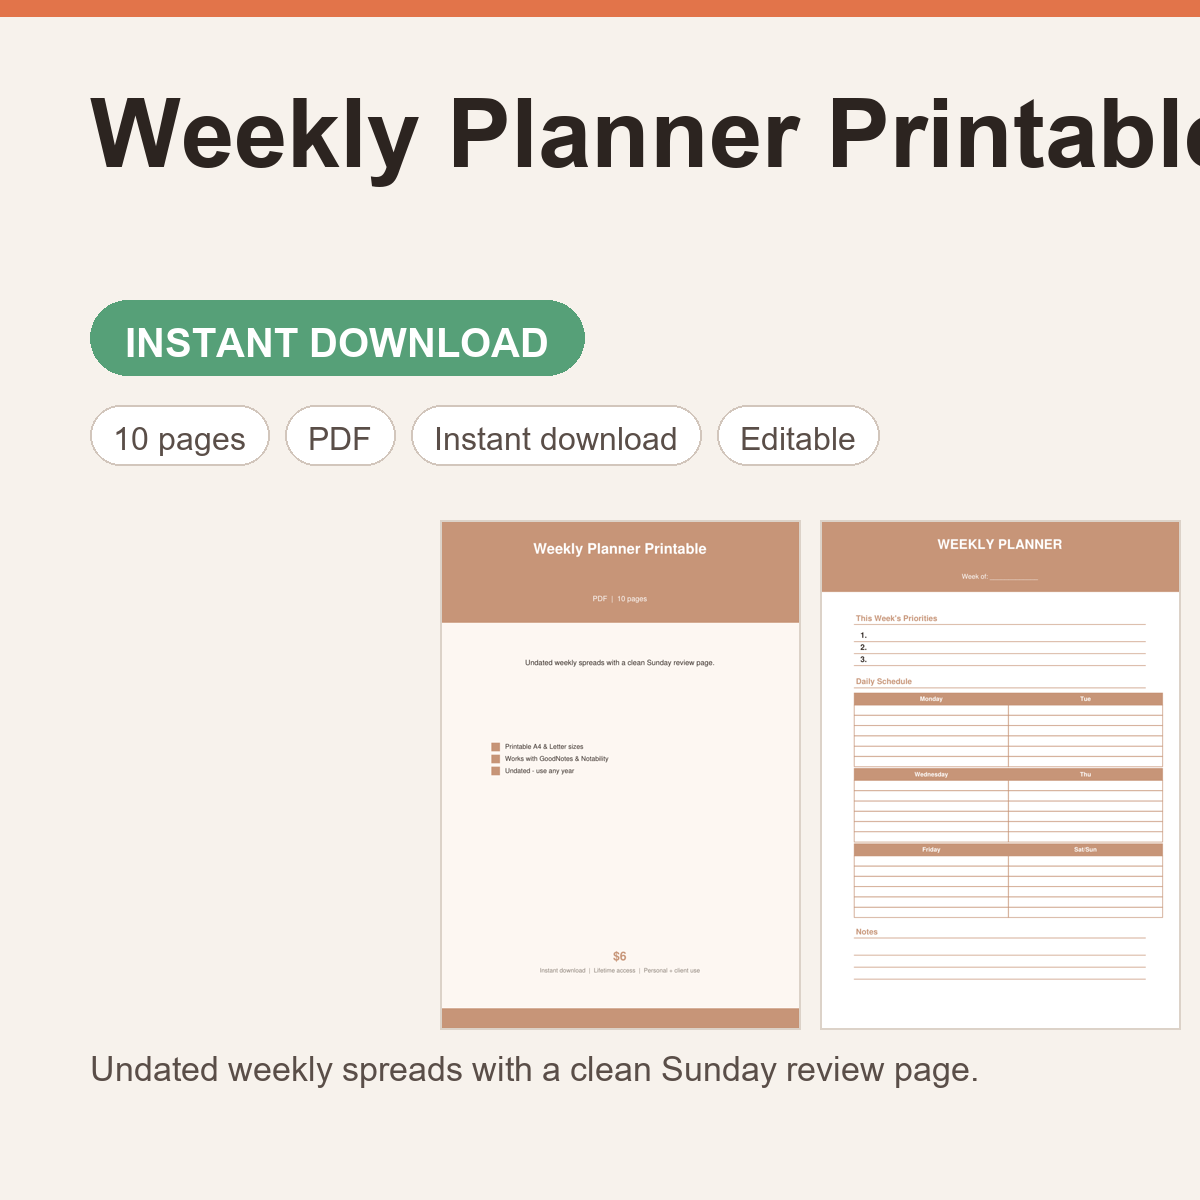 Weekly Planner Printable
INSTANT DOWNLOAD
10 pages
PDF
Instant download
Editable
Weekly Planner Printable
PDF | 10 pages
Undated weekly spreads with a clean Sunday review page.
Printable A4 & Letter sizes
Works with GoodNotes & Notability
Undated - use any year
$6
Instant download | Lifetime access | Personal + client use
WEEKLY PLANNER
Week of: ______________
This Week's Priorities
1.
2.
3.
Daily Schedule
Monday Tue
Wednesday Thu
Friday Sat/Sun
Notes
Undated weekly spreads with a clean Sunday review page.